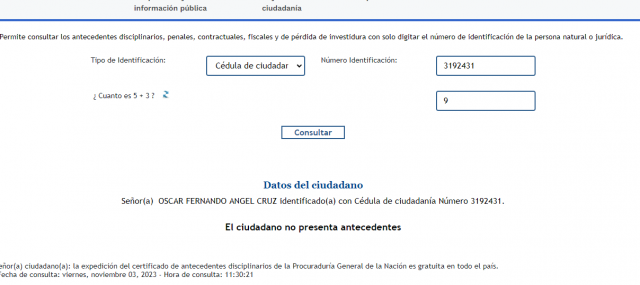 información pública
ciudadanía
Permite consultar los antecedentes disciplinarios, penales, contractuales, fiscales y de pérdida de investidura con solo digitar el número de identificación de la persona natural o jurídica.
Tipo de Identificación: Cédula de ciudadar Número Identificación: 3192431
¿ Cuanto es 5 + 3 ? 9
Consultar
Datos del ciudadano
Señor(a) OSCAR FERNANDO ANGEL CRUZ Identificado(a) con Cédula de ciudadanía Número 3192431.
El ciudadano no presenta antecedentes
eñor(a) ciudadano(a): la expedición del certificado de antecedentes disciplinarios de la Procuraduría General de la Nación es gratuita en todo el país.
Fecha de consulta: viernes, noviembre 03, 2023 - Hora de consulta: 11:30:21